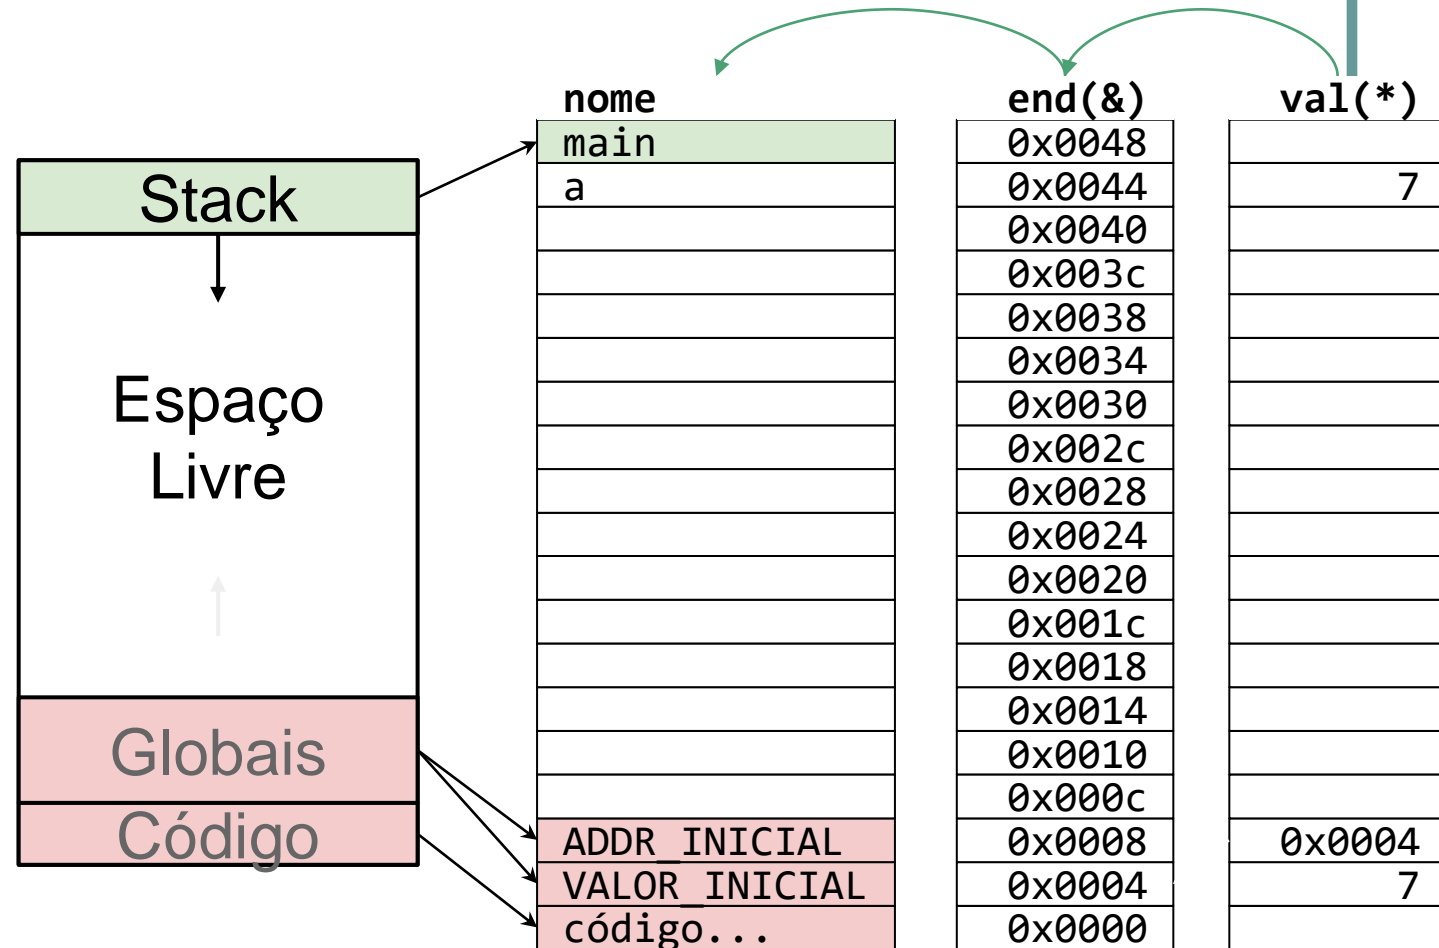 nome end(&) val(*)
main 0x0048
Stack
a 0x0044 7
0x0040
0x003c
0x0038
0x0034
Espaço
0x0030
0x002c
Livre
0x0028
0x0024
0x0020
0x001c
0x0018
0x0014
Globais
0x0010
0x000c
Código
ADDR_INICIAL 0x0008 0x0004
VALOR_INICIAL 0x0004 7
código... 0x0000